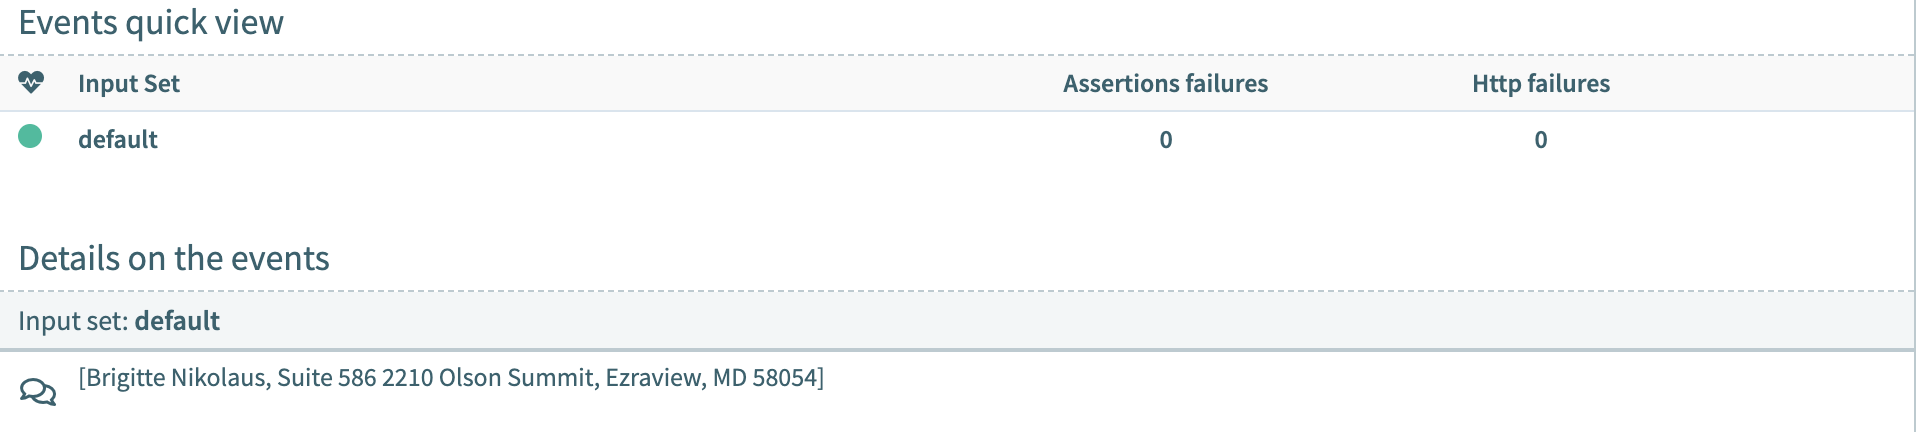 Events quick view
Input Set Assertions failures Http failures
default 0 0
Details on the events
Input set: default
[Brigitte Nikolaus, Suite 586 2210 Olson Summit, Ezraview, MD 58054]